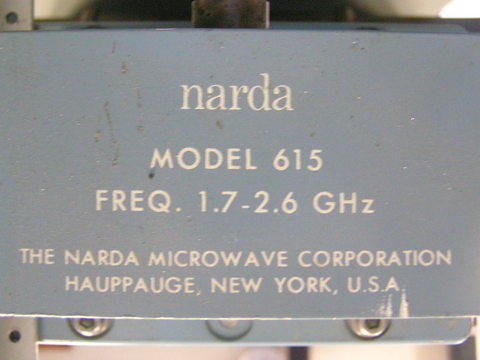 narda
MODEL 615
FREQ. 1.7-2.6 GHz
THE NARDA MICROWAVE CORPORATION
HAUPPAUGE, NEW YORK, U.S.A.